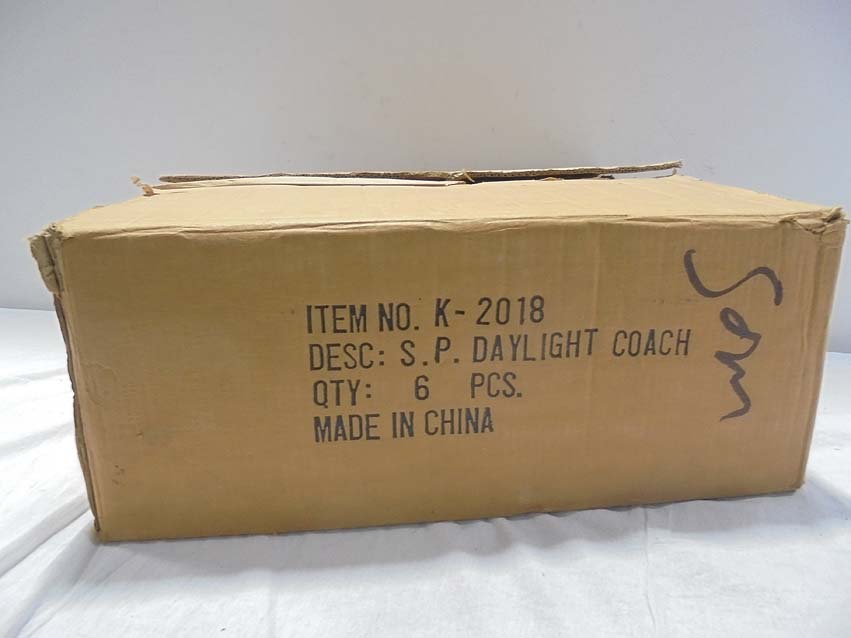 ITEM NO. K-2018
DESC: S.P. DAYLIGHT COACH
QTY: 6 PCS.
MADE IN CHINA